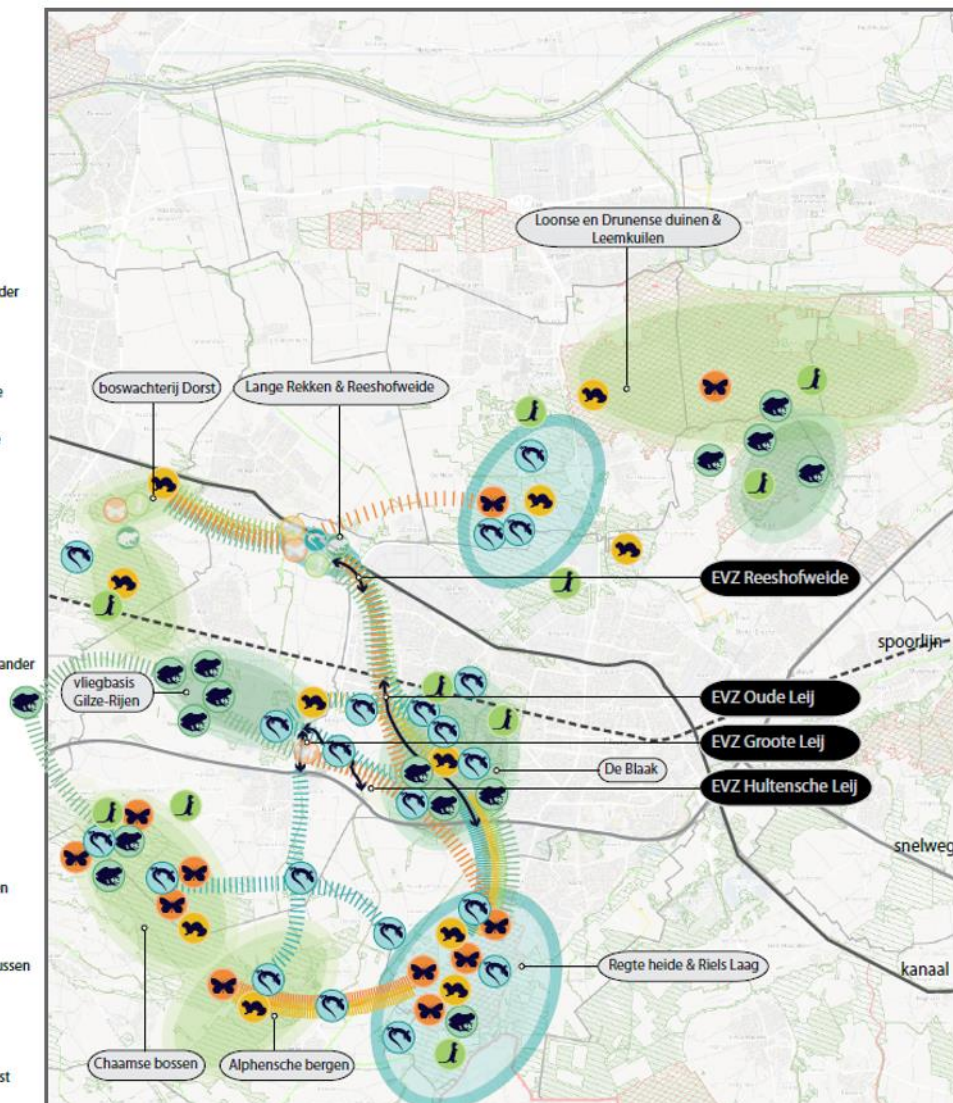 Loonse en Drunense duinen &
Leemkuilen
der
boswachterij Dorst
Lange Rekken & Reeshofweide
EVZ Reeshofweide
spoorlijn
ander
vliegbasis
Gilze-Rijen
EVZ Oude Leij
EVZ Groote Leij
De Blaak
EVZ Hultensche Leij
snelweg
en
ussen
Regte heide & Riels Laag
kanaal
Chaamse bossen
Alphensche bergen
st